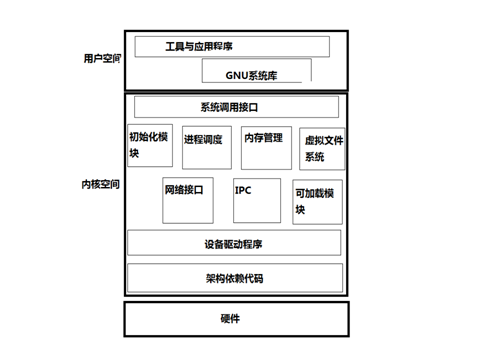 工具与应用程序
用户空间
GNU系统库
系统调用接口
初始化模
块
进程调度
内存管理
虚拟文件
系统
内核空间
网络接口
IPC
可加载模
块
设备驱动程序
架构依赖代码
硬件